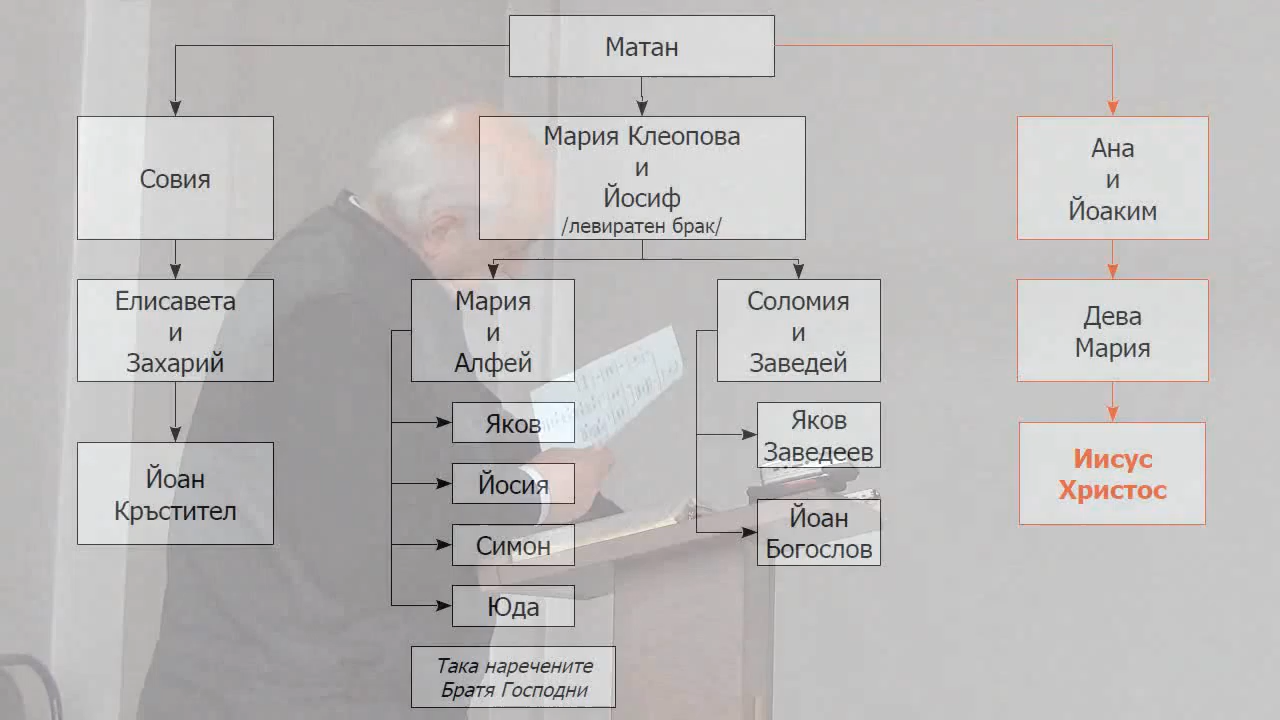 Матан
Совия
Мария Клеопова
и
Йосиф
/левиратен брак/
Ана
и
Йоаким
Елисавета
и
Захарий
Мария
и
Алфей
Соломия
и
Заведей
Дева
Мария
Йоан
Кръстител
Яков
Йосия
Симон
Юда
Яков
Заведеев
Йоан
Богослов
Иисус
Христос
Така наречените
Братя Господни